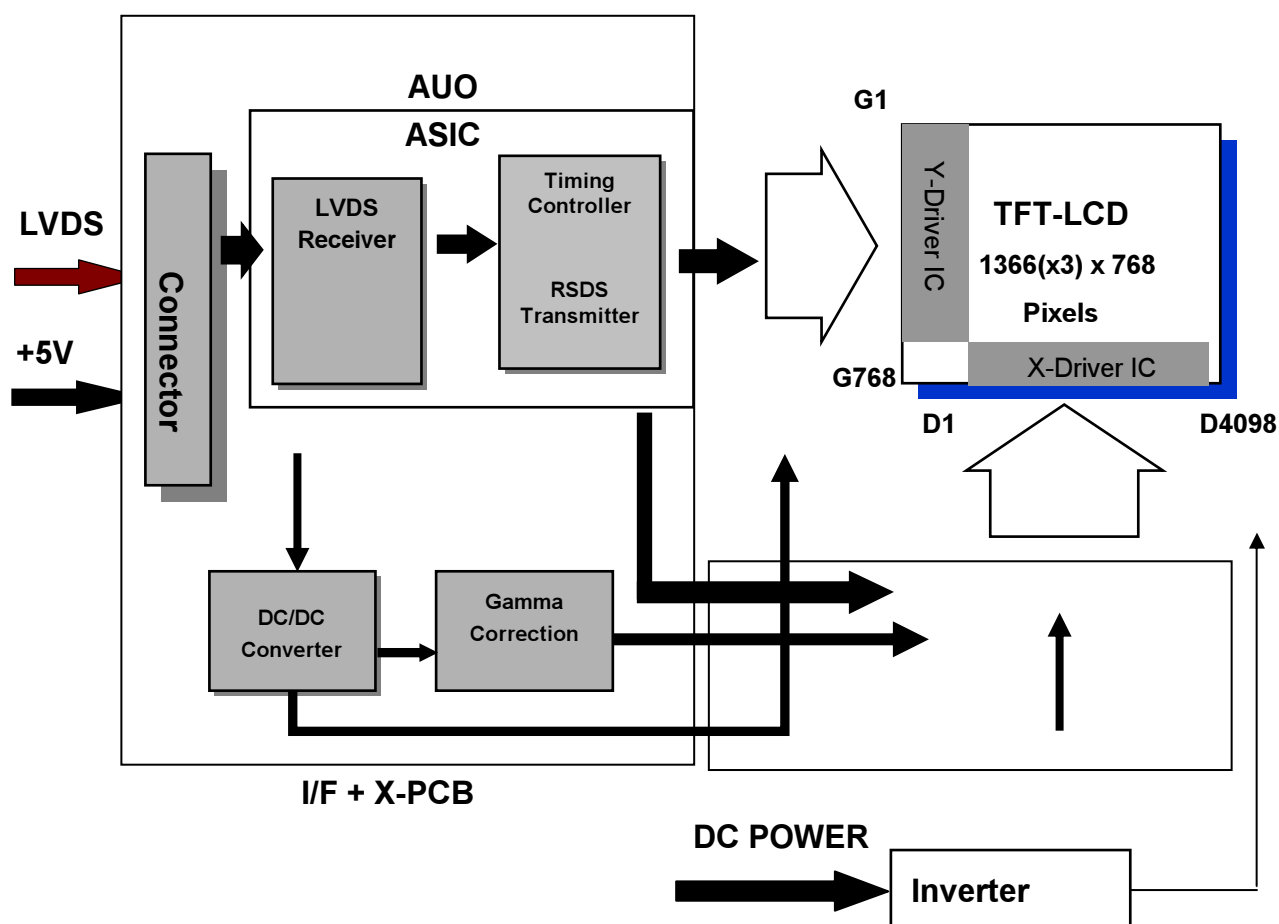 AUO
ASIC
G1
LVDS
+5V
Connector
LVDS
Receiver
Timing
Controller
RSDS
Transmitter
Y-Driver IC
TFT-LCD
1366(x3) x 768
Pixels
X-Driver IC
G768
D1
D4098
DC/DC
Converter
Gamma
Correction
I/F + X-PCB
DC POWER
Inverter